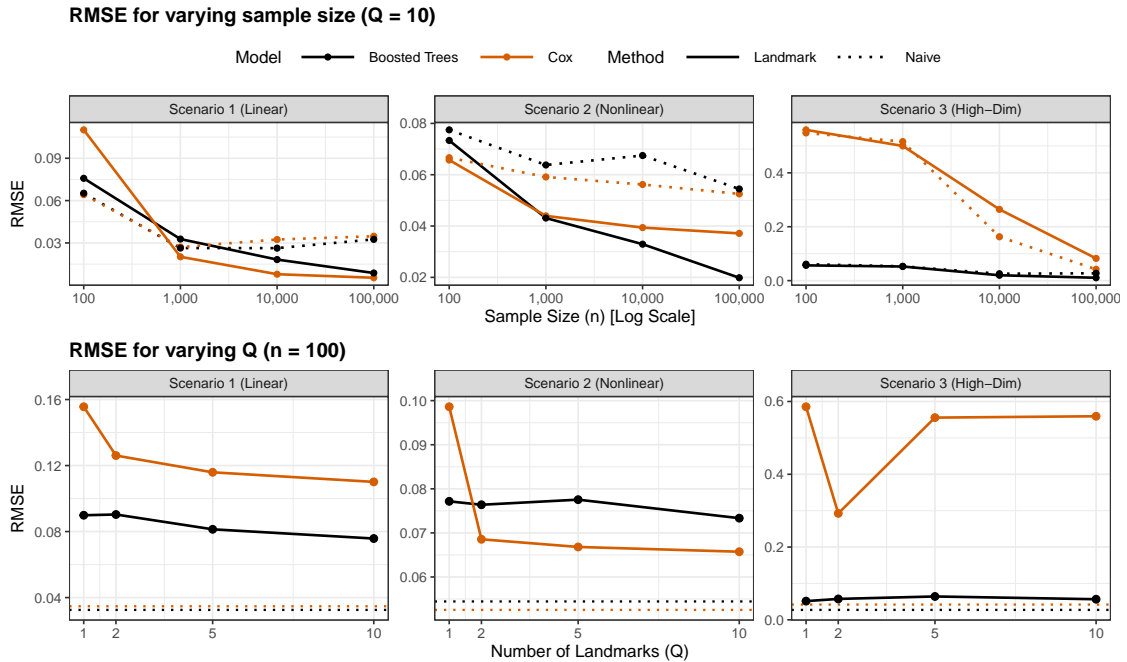 RMSE for varying sample size (Q = 10)
Model Boosted Trees Cox Method Landmark Naive
Scenario 1 (Linear) Scenario 2 (Nonlinear) Scenario 3 (High−Dim)
RMSE
0.09
0.06
0.03
0.08
0.06
0.04
0.02
0.4
0.2
0.0
100 1,000 10,000 100,000 100 1,000 10,000 100,000 100 1,000 10,000 100,000
Sample Size (n) [Log Scale]
RMSE for varying Q (n = 100)
Scenario 1 (Linear) Scenario 2 (Nonlinear) Scenario 3 (High−Dim)
RMSE
0.16
0.12
0.08
0.04
0.10
0.09
0.08
0.07
0.06
0.6
0.4
0.2
0.0
1 2 5 10 1 2 5 10 1 2 5 10
Number of Landmarks (Q)